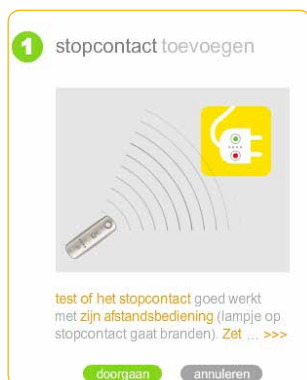 1 stopcontact toevoegen
test of het stopcontact goed werkt
met zijn afstandsbediening (lampje op
stopcontact gaat branden). Zet ... >>>
doorgaan annuleren